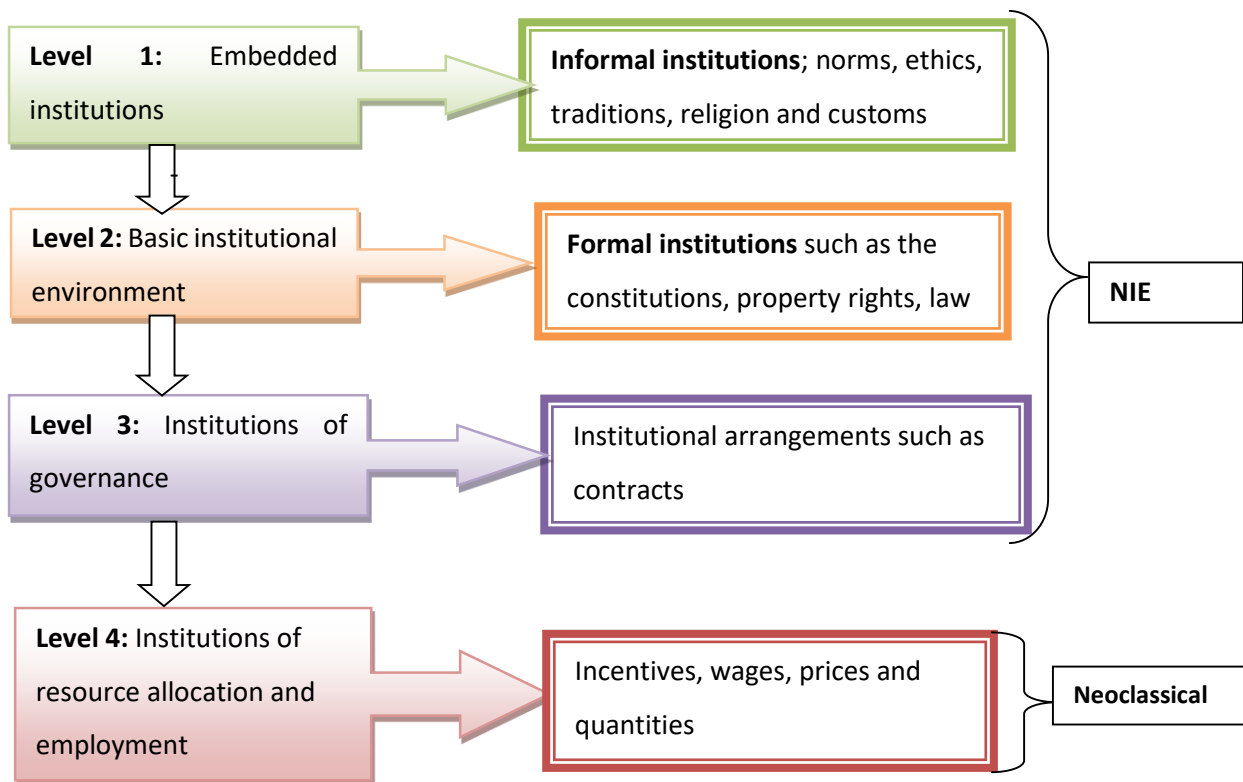 Level 1: Embedded
institutions
Informal institutions; norms, ethics,
traditions, religion and customs
Level 2: Basic institutional
environment
Formal institutions such as the
constitutions, property rights, law
NIE
Level 3: Institutions of
governance
Institutional arrangements such as
contracts
Level 4: Institutions of
resource allocation and
employment
Incentives, wages, prices and
quantities
Neoclassical